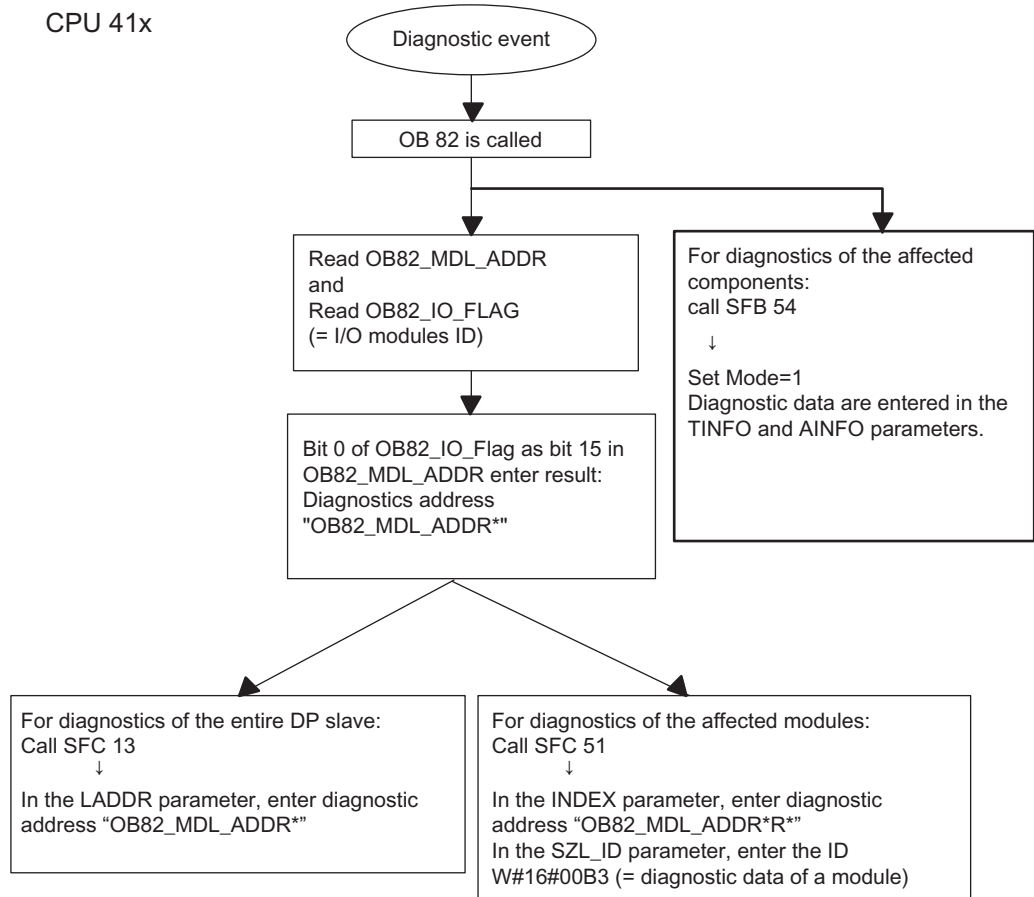 CPU 41x
Diagnostic event
OB 82 is called
Read OB82_MDL_ADDR
and
Read OB82_IO_FLAG
(= I/O modules ID)
For diagnostics of the affected
components:
call SFB 54
↓
Set Mode=1
Diagnostic data are entered in the
TINFO and AINFO parameters.
Bit 0 of OB82_IO_Flag as bit 15 in
OB82_MDL_ADDR enter result:
Diagnostics address
"OB82_MDL_ADDR*"
For diagnostics of the entire DP slave:
Call SFC 13
↓
In the LADDR parameter, enter diagnostic
address “OB82_MDL_ADDR*”
For diagnostics of the affected modules:
Call SFC 51
↓
In the INDEX parameter, enter diagnostic
address “OB82_MDL_ADDR*R*”
In the SZL_ID parameter, enter the ID
W#16#00B3 (= diagnostic data of a module)